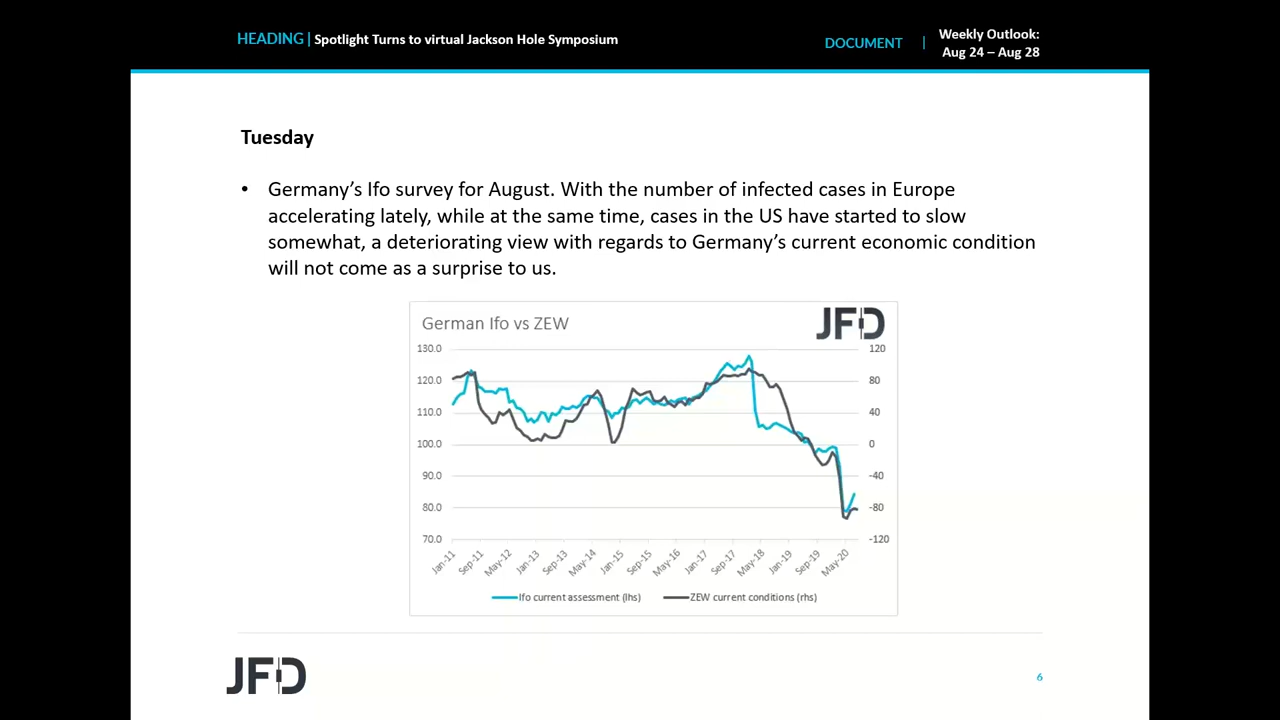 HEADING | Spotlight Turns to virtual Jackson Hole Symposium
DOCUMENT | Weekly Outlook:
Aug 24 – Aug 28
Tuesday
• Germany’s Ifo survey for August. With the number of infected cases in Europe
accelerating lately, while at the same time, cases in the US have started to slow
somewhat, a deteriorating view with regards to Germany’s current economic condition
will not come as a surprise to us.
German Ifo vs ZEW
JFD
130.0 120
120.0 80
110.0 40
100.0 0
90.0 -40
80.0 -80
70.0 -120
Jan-11 Sep-11 May-12 Jan-13 Sep-13 May-14 Jan-15 Sep-15 May-16 Jan-17 Sep-17 May-18 Jan-19 Sep-19 May-20
Ifo current assessment (lhs) ZEW current conditions (rhs)
JFD
6